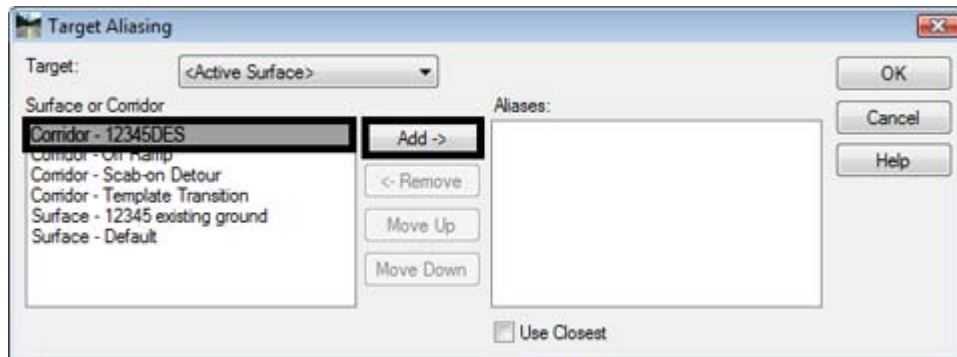 Target Aliasing
Target:
<Active Surface>
OK
Surface or Corridor
Aliases:
Corridor - 12345DES
Add ->
Cancel
Corridor - Off Ramp
Help
Corridor - Scab-on Detour
<- Remove
Corridor - Template Transition
Surface - 12345 existing ground
Move Up
Surface - Default
Move Down
Use Closest